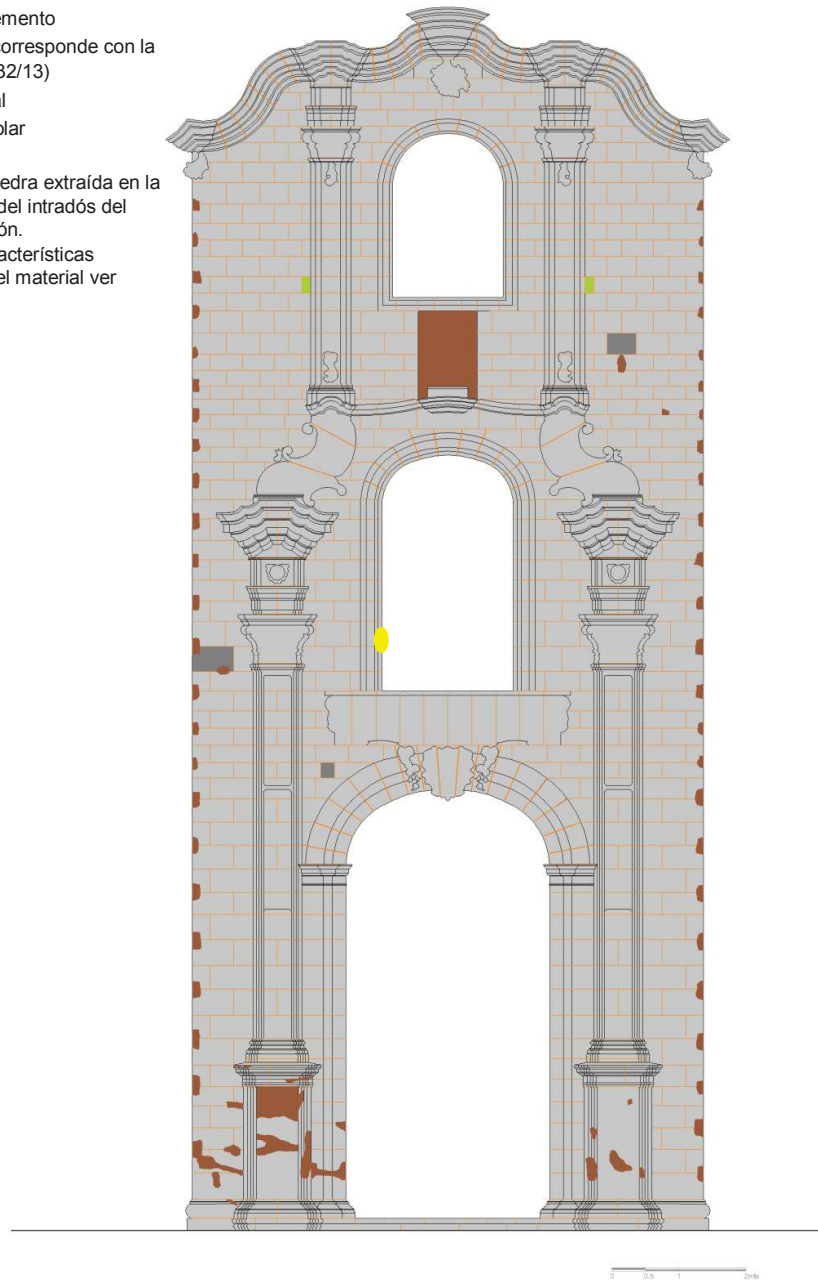 emento
corresponde con la
32/13)
al
olar
edra extraída en la
del intradós del
ón.
acterísticas
el material ver
0 0,5 1 2mts